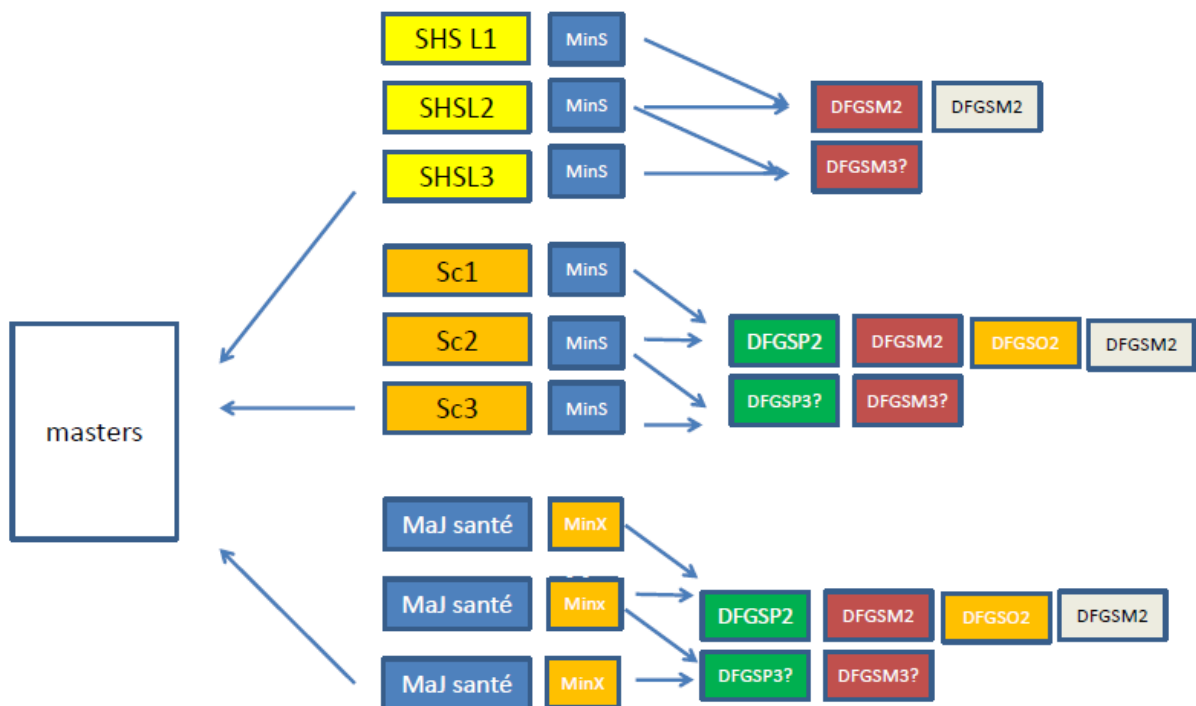 SHS L1 MinS
SHSL2 MinS DFGSM2 DFGSM2
SHSL3 MinS DFGSM3?
Sc1 MinS
Sc2 MinS DFGSP2 DFGSM2 DFGSO2 DFGSM2
Sc3 MinS DFGSP3? DFGSM3?
masters
MaJ santé MinX
MaJ santé Minx DFGSP2 DFGSM2 DFGSO2 DFGSM2
MaJ santé MinX DFGSP3? DFGSM3?